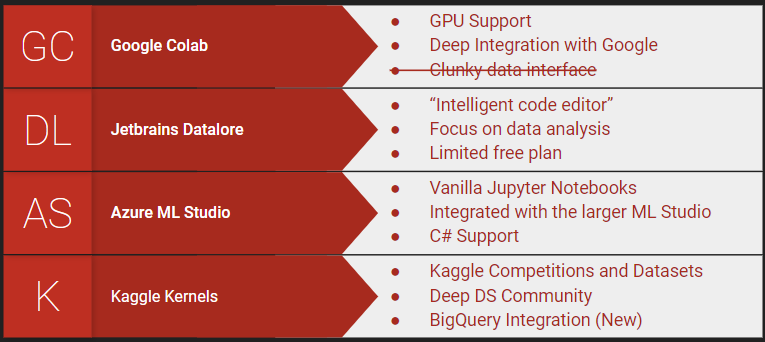 GC
Google Colab
● GPU Support
● Deep Integration with Google
● Clunky data interface
DL
Jetbrains Datalore
● “Intelligent code editor”
● Focus on data analysis
● Limited free plan
AS
Azure ML Studio
● Vanilla Jupyter Notebooks
● Integrated with the larger ML Studio
● C# Support
K
Kaggle Kernels
● Kaggle Competitions and Datasets
● Deep DS Community
● BigQuery Integration (New)